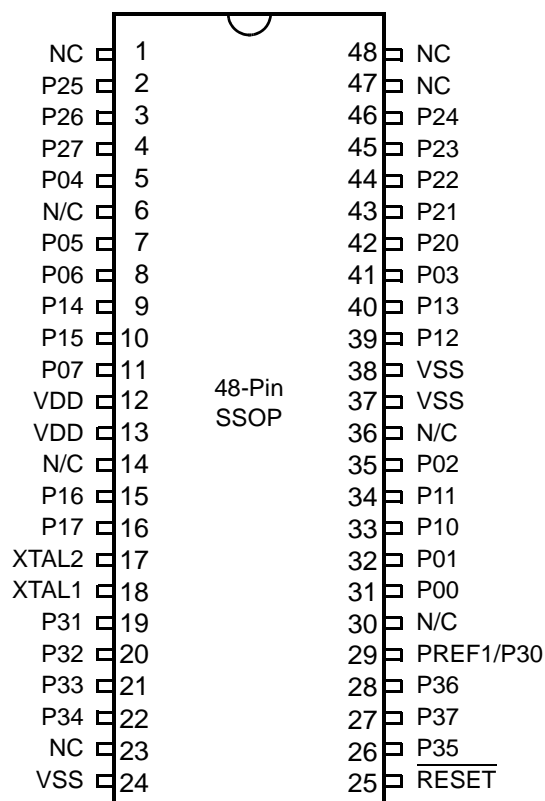 NC 1 48 NC
P25 2 47 NC
P26 3 46 P24
P27 4 45 P23
P04 5 44 P22
N/C 6 43 P21
P05 7 42 P20
P06 8 41 P03
P14 9 40 P13
P15 10 39 P12
P07 11 38 VSS
VDD 12 37 VSS
VDD 13 36 N/C
N/C 14 35 P02
P16 15 34 P11
P17 16 33 P10
XTAL2 17 32 P01
XTAL1 18 31 P00
P31 19 30 N/C
P32 20 29 PREF1/P30
P33 21 28 P36
P34 22 27 P37
NC 23 26 P35
VSS 24 25 RESET
48-Pin
SSOP